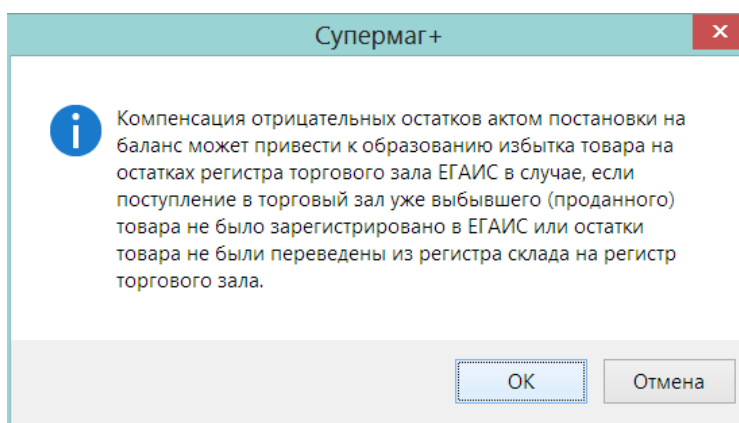 Супермаг+
Компенсация отрицательных остатков актом постановки на
баланс может привести к образованию избытка товара на
остатках регистра торгового зала ЕГАИС в случае, если
поступление в торговый зал уже выбывшего (проданного)
товара не было зарегистрировано в ЕГАИС или остатки
товара не были переведены из регистра склада на регистр
торгового зала.
ОК
Отмена